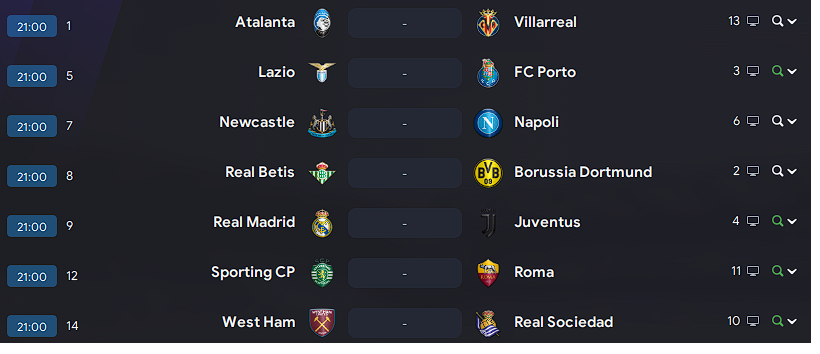 21:00 1 Atalanta - Villarreal 13
21:00 5 Lazio - FC Porto 3
21:00 7 Newcastle - Napoli 6
21:00 8 Real Betis - Borussia Dortmund 2
21:00 9 Real Madrid - Juventus 4
21:00 12 Sporting CP - Roma 11
21:00 14 West Ham - Real Sociedad 10